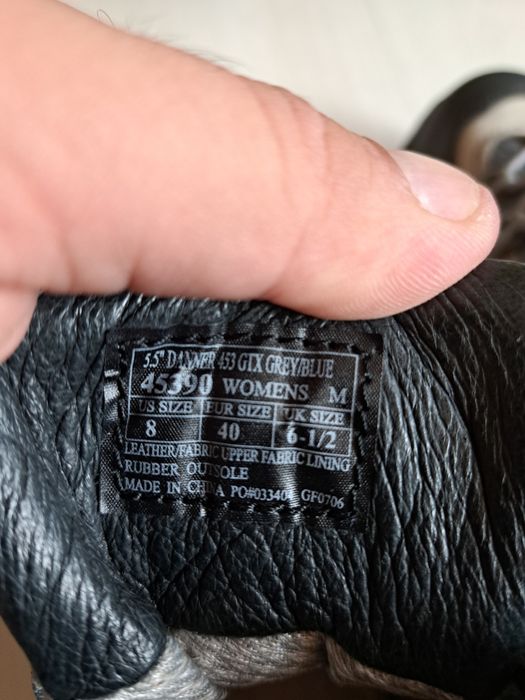 5.5" DANNER 453 GTX GREY/BLUE
45390 WOMENS M
US SIZE EUR SIZE UK SIZE
8 40 6-1/2
LEATHER/FABRIC UPPER FABRIC LINING
RUBBER OUTSOLE
MADE IN CHINA PO#033404 GF0706